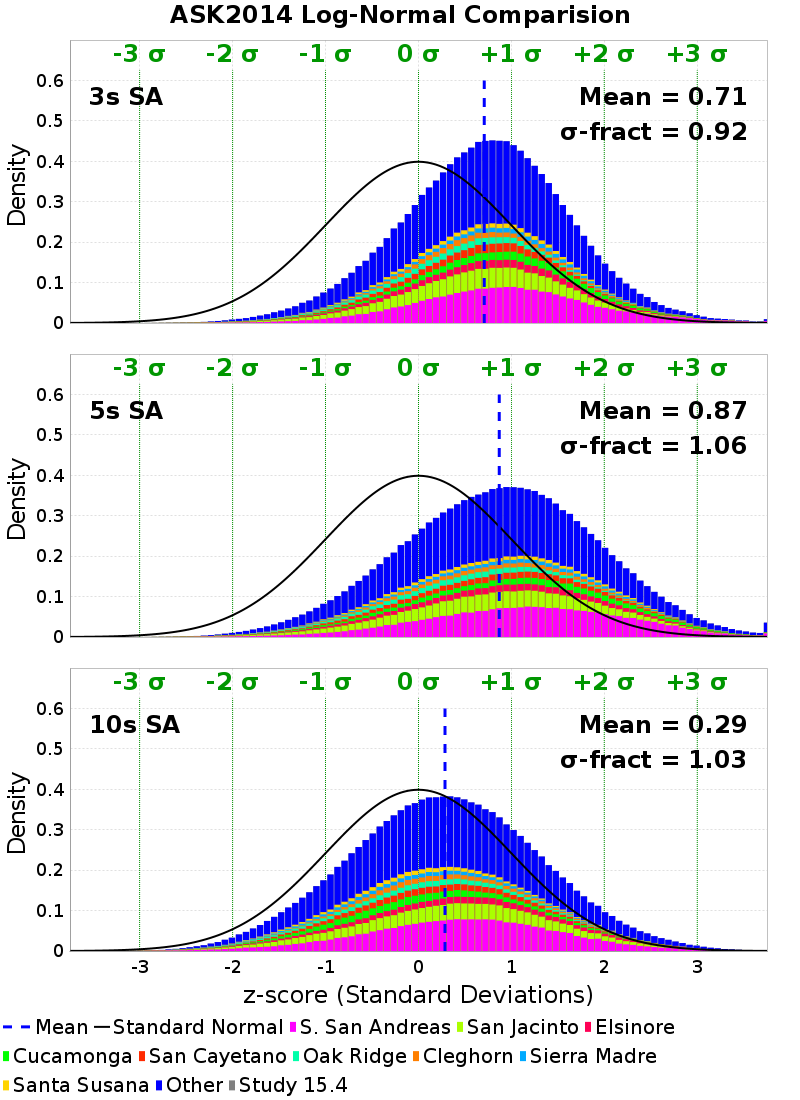 ASK2014 Log-Normal Comparision
-3 σ -2 σ -1 σ 0 σ +1 σ +2 σ +3 σ
3s SA
Mean = 0.71
σ-fract = 0.92
0.6
0.5
0.4
0.3
0.2
0.1
0
Density
-3 σ -2 σ -1 σ 0 σ +1 σ +2 σ +3 σ
5s SA
Mean = 0.87
σ-fract = 1.06
0.6
0.5
0.4
0.3
0.2
0.1
0
Density
-3 σ -2 σ -1 σ 0 σ +1 σ +2 σ +3 σ
10s SA
Mean = 0.29
σ-fract = 1.03
0.6
0.5
0.4
0.3
0.2
0.1
0
Density
-3 -2 -1 0 1 2 3
z-score (Standard Deviations)
Mean Standard Normal S. San Andreas San Jacinto Elsinore
Cucamonga San Cayetano Oak Ridge Cleghorn Sierra Madre
Santa Susana Other Study 15.4